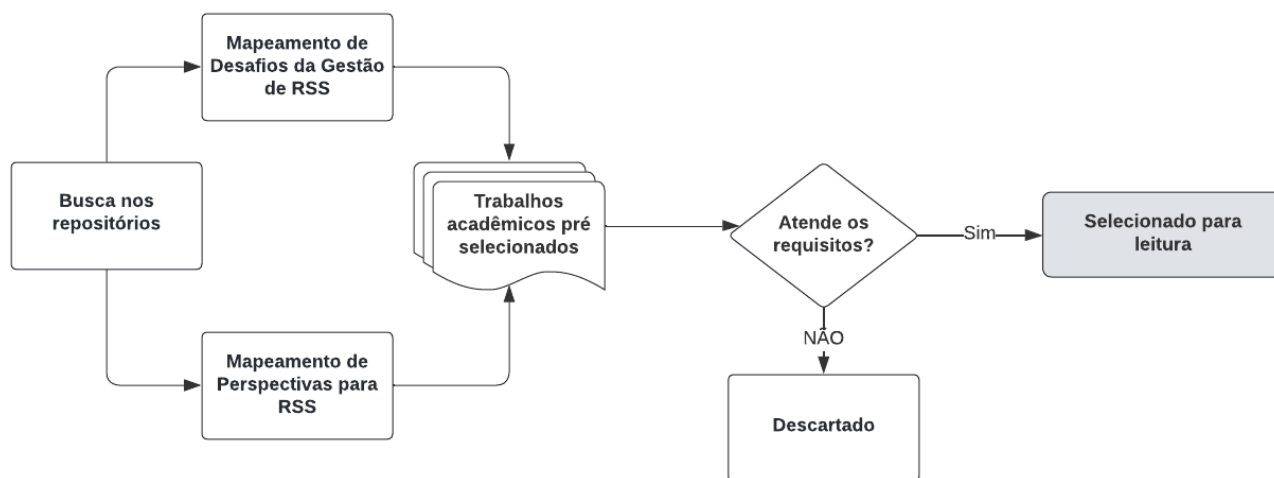 Mapeamento de
Desafios da Gestão
de RSS
Busca nos
repositórios
Trabalhos
acadêmicos pré
selecionados
Atende os
requisitos?
Sim
Selecionado para
leitura
NÃO
Mapeamento de
Perspectivas para
RSS
Descartado